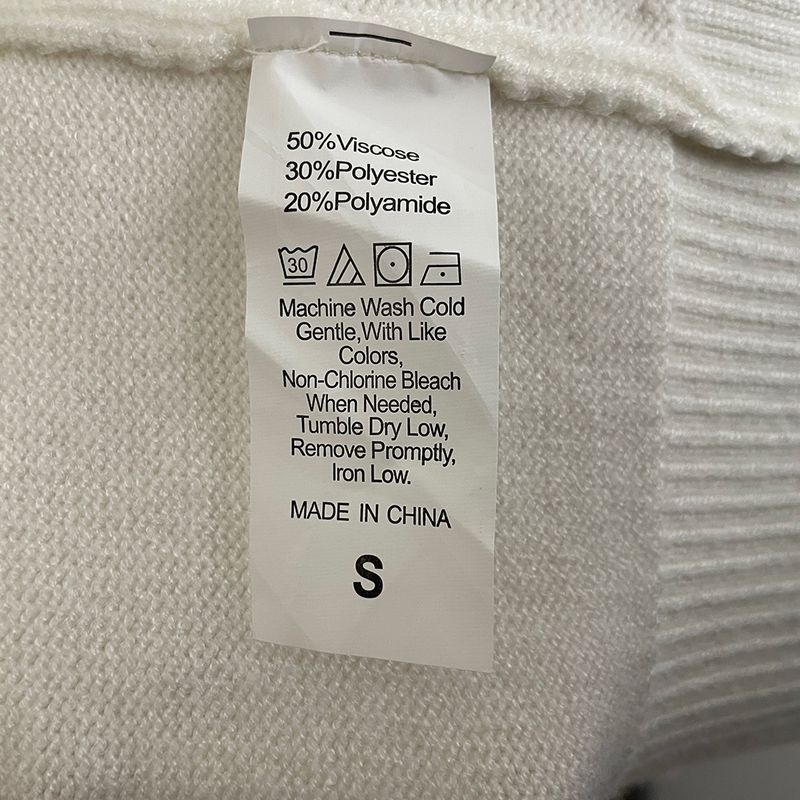 50%Viscose
30%Polyester
20%Polyamide
30
Machine Wash Cold
Gentle,With Like
Colors,
Non-Chlorine Bleach
When Needed,
Tumble Dry Low,
Remove Promptly,
Iron Low.
MADE IN CHINA
S